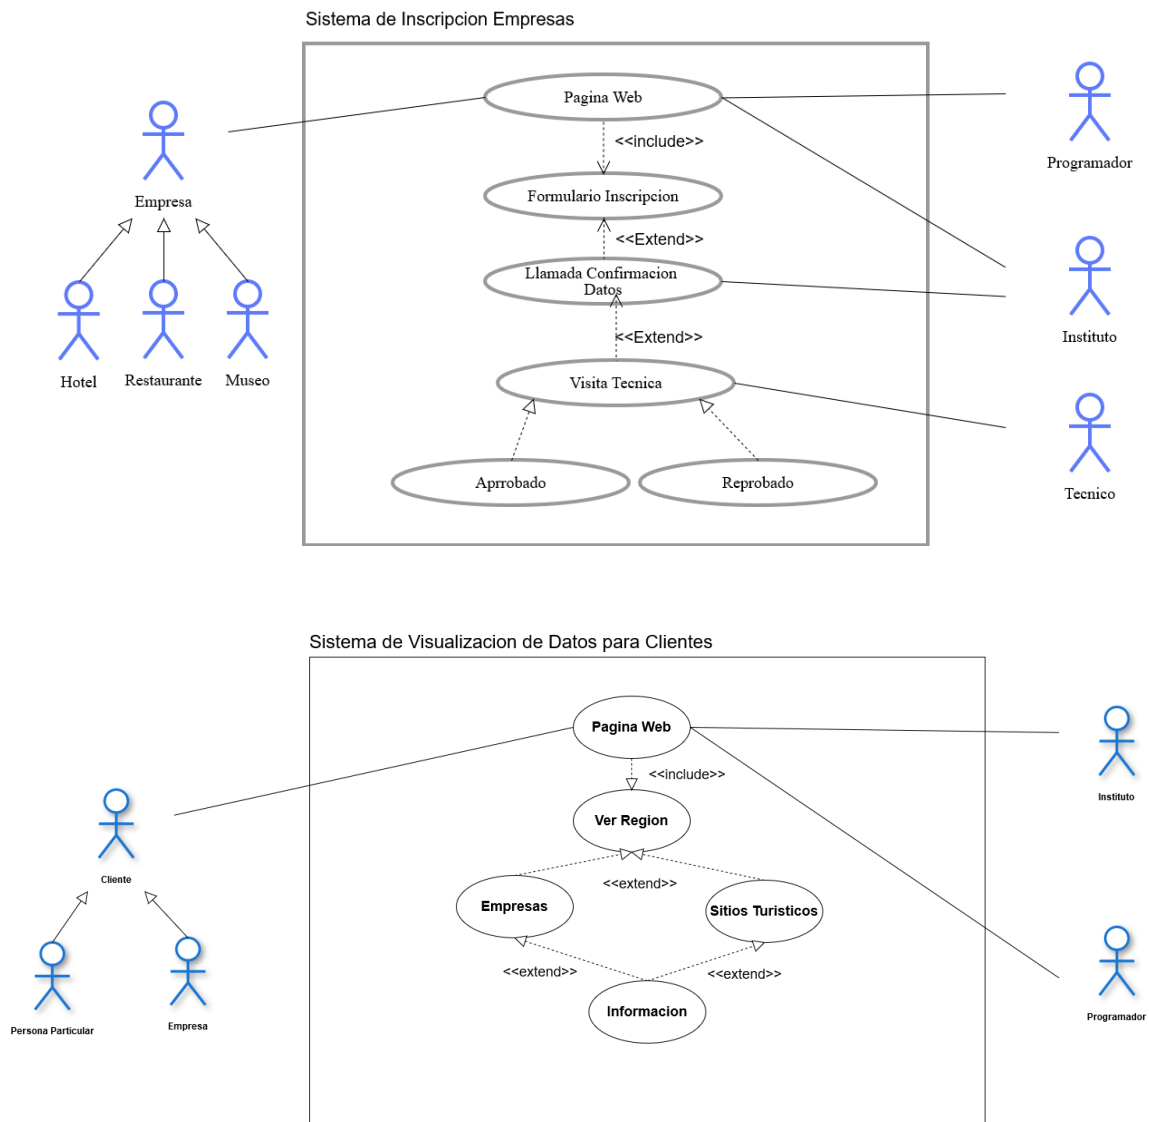 Sistema de Inscripcion Empresas
Pagina Web
<<include>>
Programador
Formulario Inscripcion
Empresa
<<Extend>>
Llamada Confirmacion
Datos
<<Extend>>
Instituto
Hotel
Restaurante
Museo
Visita Tecnica
Aprrobado
Reprobado
Tecnico
Sistema de Visualizacion de Datos para Clientes
Pagina Web
<<include>>
Instituto
Ver Region
Cliente
<<extend>>
Empresas
Sitios Turisticos
<<extend>>
<<extend>>
Informacion
Persona Particular
Empresa
Programador